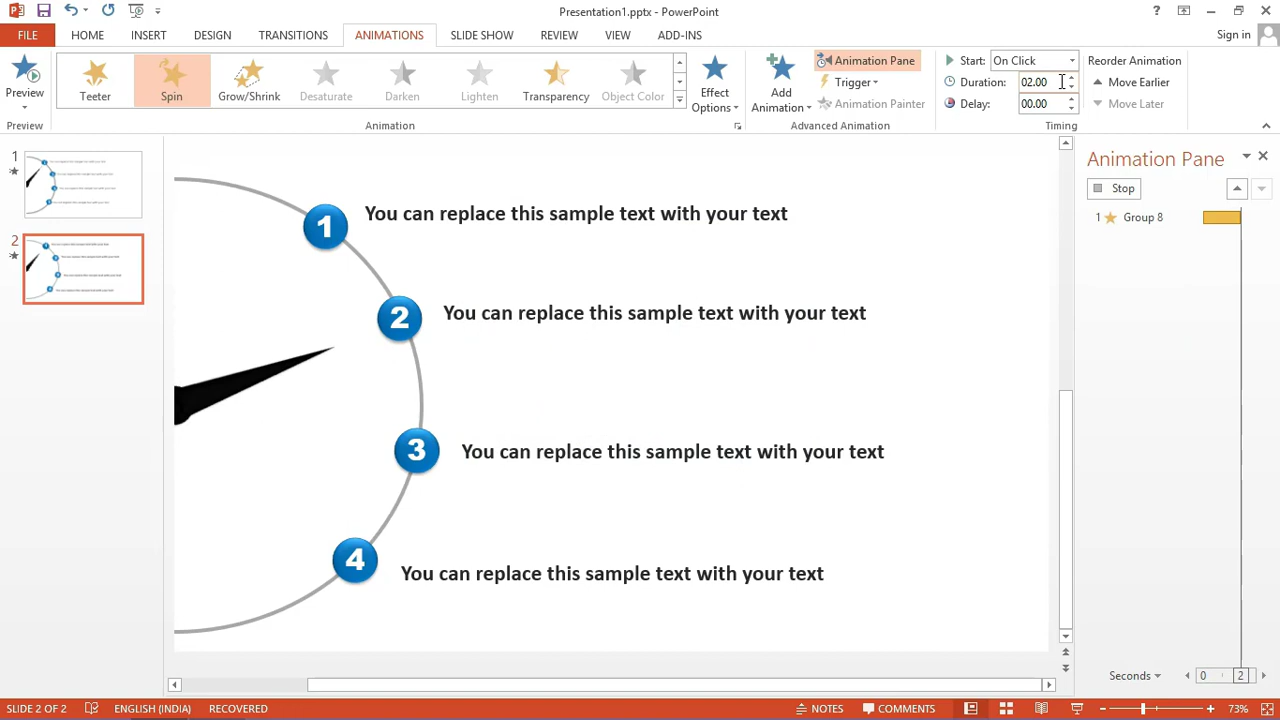 Presentation1.pptx - PowerPoint
?
FILE HOME INSERT DESIGN TRANSITIONS ANIMATIONS SLIDE SHOW REVIEW VIEW ADD-INS Sign in
Preview
Teeter Spin Grow/Shrink Desaturate Darken Lighten Transparency Object Color
Effect Options
Add Animation
Animation Pane
Trigger
Animation Painter
Start: On Click
Duration: 02.00
Delay: 00.00
Reorder Animation
Move Earlier
Move Later
Preview Animation Advanced Animation Timing
1
2
1 You can replace this sample text with your text
2 You can replace this sample text with your text
3 You can replace this sample text with your text
4 You can replace this sample text with your text
Animation Pane
Stop
1 Group 8
Seconds 0 2
SLIDE 2 OF 2 ENGLISH (INDIA) RECOVERED NOTES COMMENTS 73%